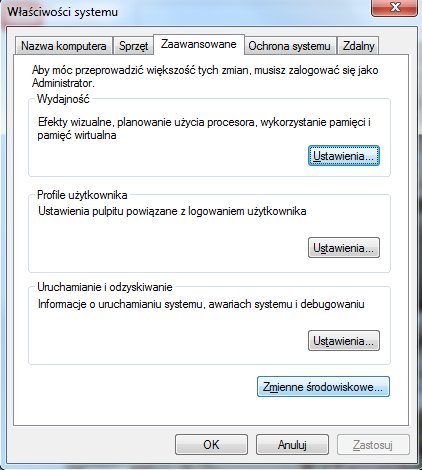 Właściwości systemu
Nazwa komputera Sprzęt Zaawansowane Ochrona systemu Zdalny
Aby móc przeprowadzić większość tych zmian, musisz zalogować się jako
Administrator.
Wydajność
Efekty wizualne, planowanie użycia procesora, wykorzystanie pamięci i
pamięć wirtualna
Ustawienia...
Profile użytkownika
Ustawienia pulpitu powiązane z logowaniem użytkownika
Ustawienia...
Uruchamianie i odzyskiwanie
Informacje o uruchamianiu systemu, awariach systemu i debugowaniu
Ustawienia...
Zmienne środowiskowe...
OK Anuluj Zastosuj